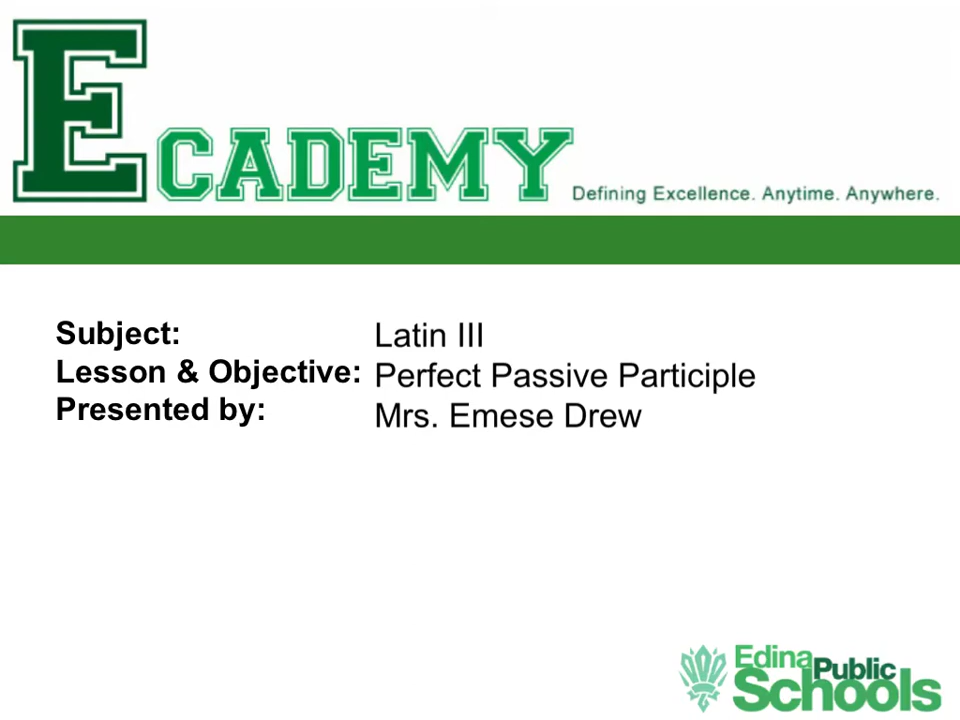 ECADEMY
Defining Excellence. Anytime. Anywhere.
Subject: Latin III
Lesson & Objective: Perfect Passive Participle
Presented by: Mrs. Emese Drew
Edina Public
Schools